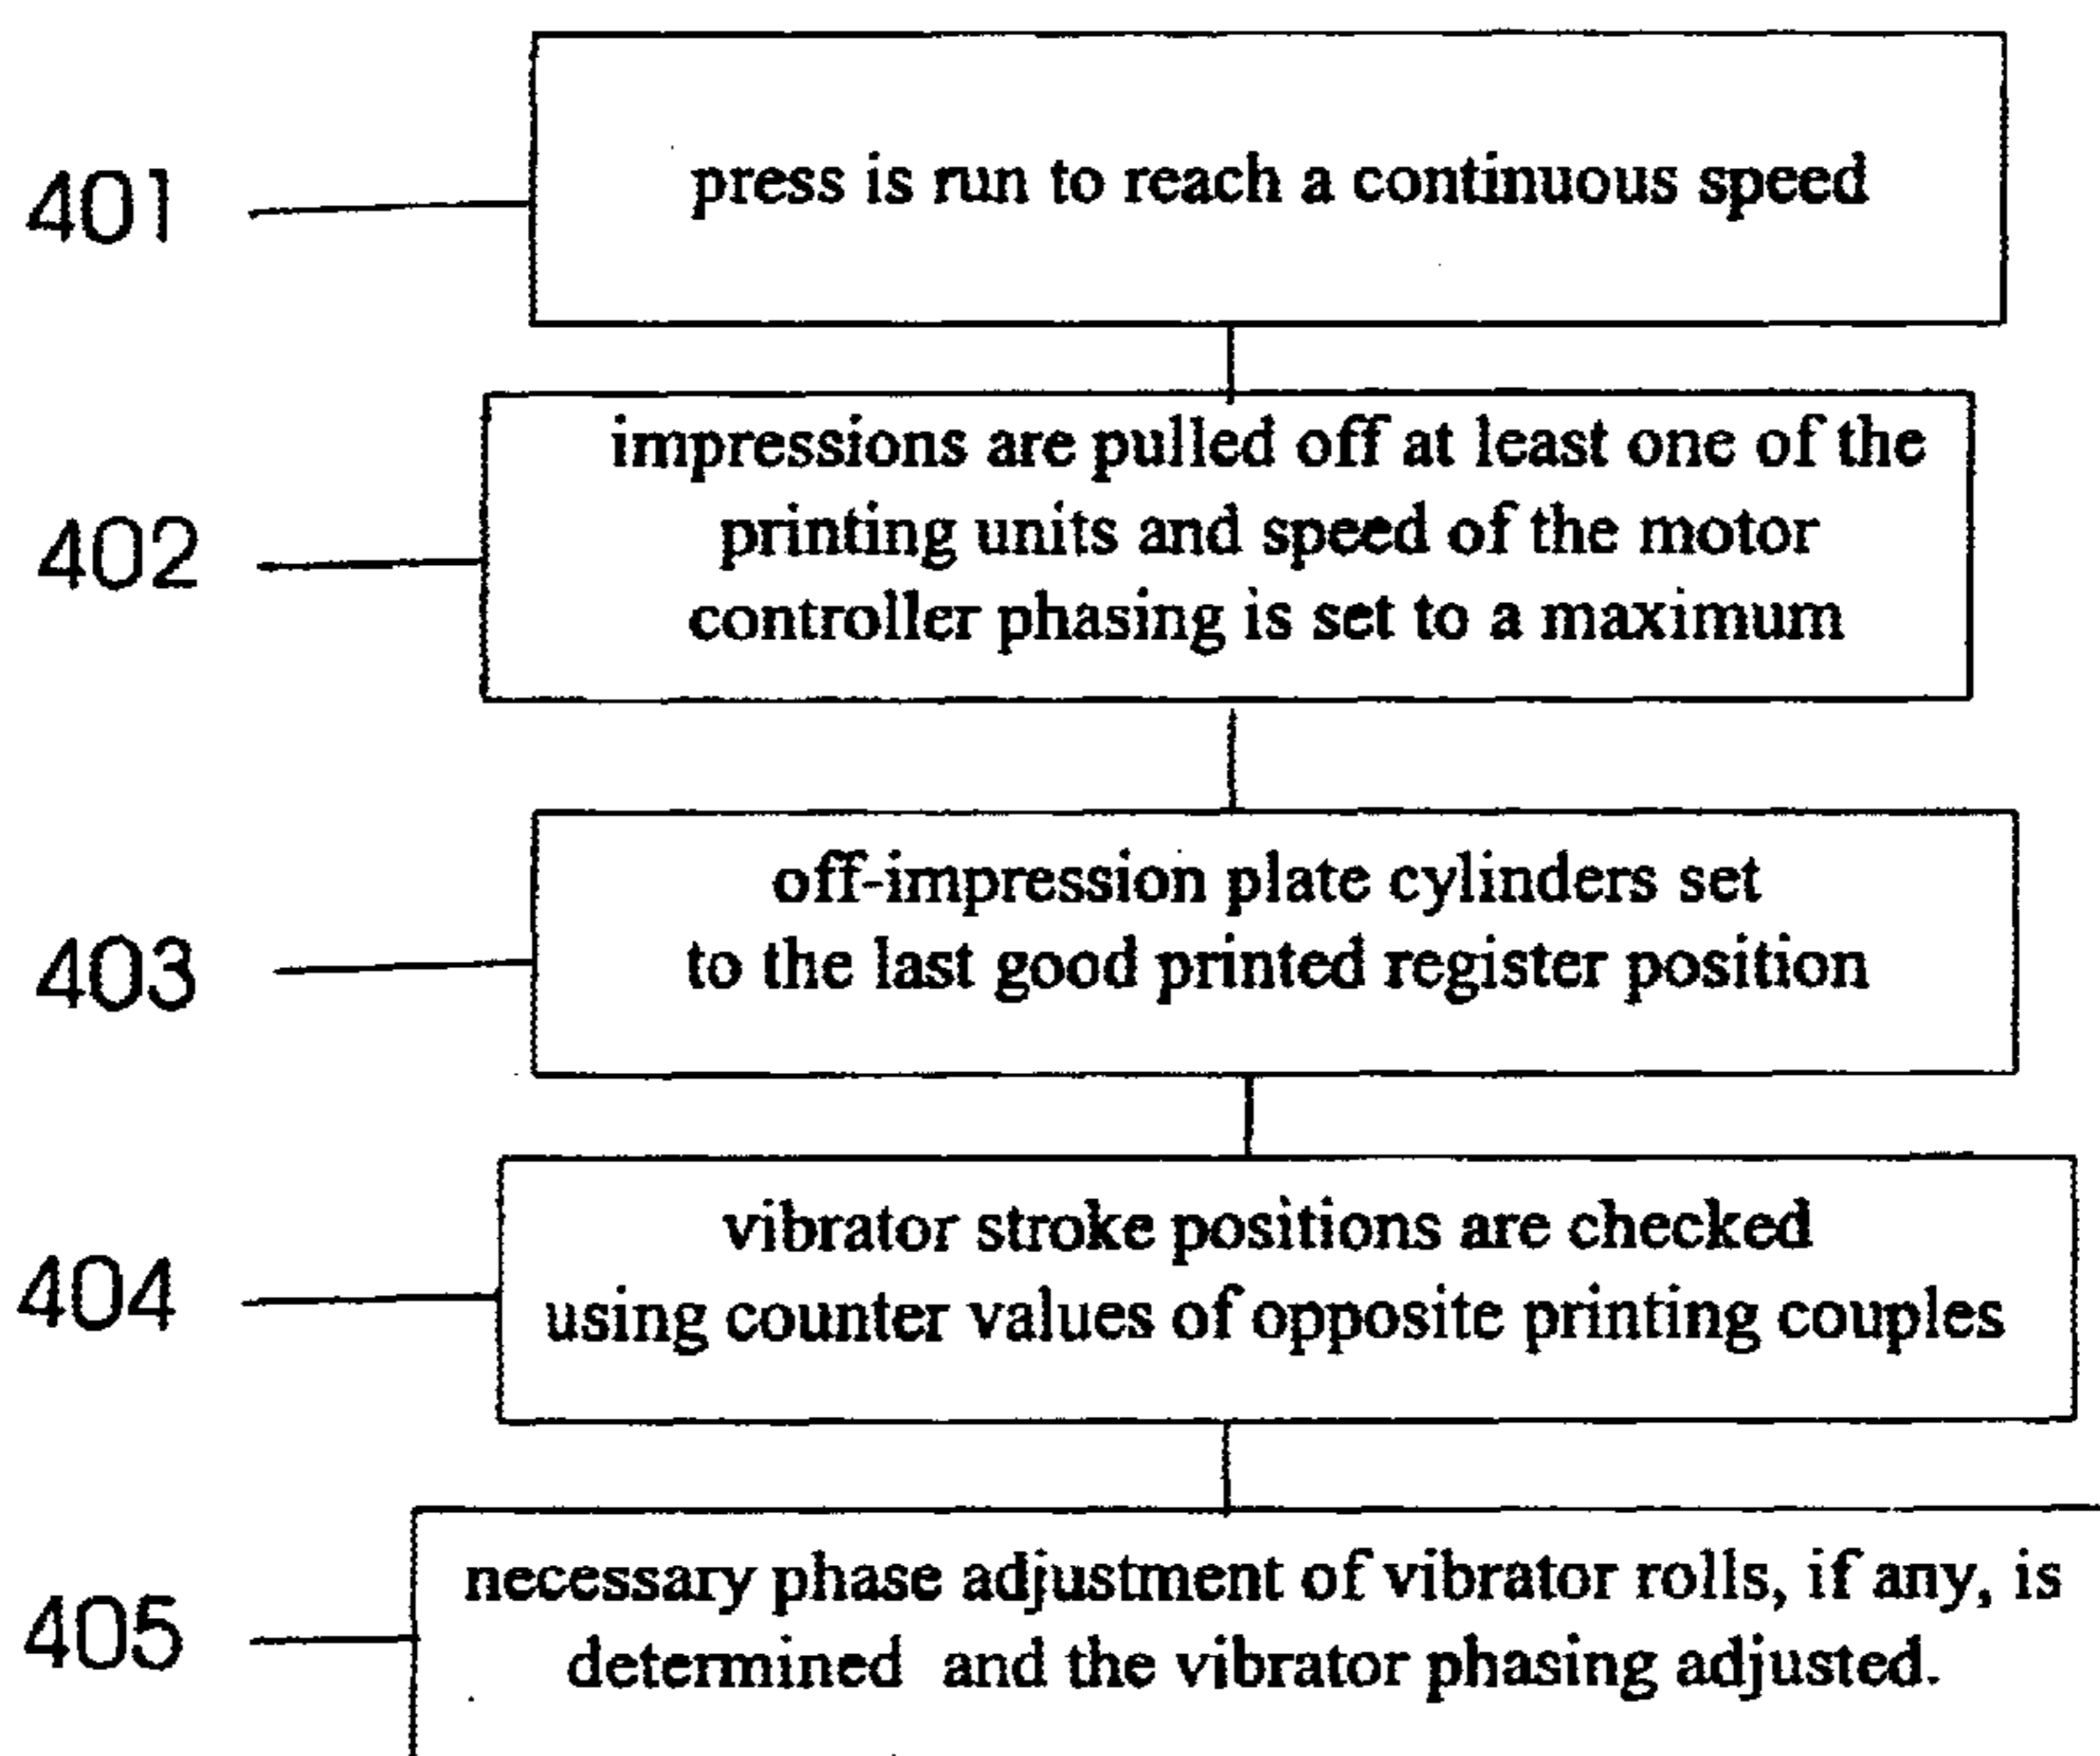 401
press is run to reach a continuous speed
402
impressions are pulled off at least one of the
printing units and speed of the motor
controller phasing is set to a maximum
403
off-impression plate cylinders set
to the last good printed register position
404
vibrator stroke positions are checked
using counter values of opposite printing couples
405
necessary phase adjustment of vibrator rolls, if any, is
determined and the vibrator phasing adjusted.